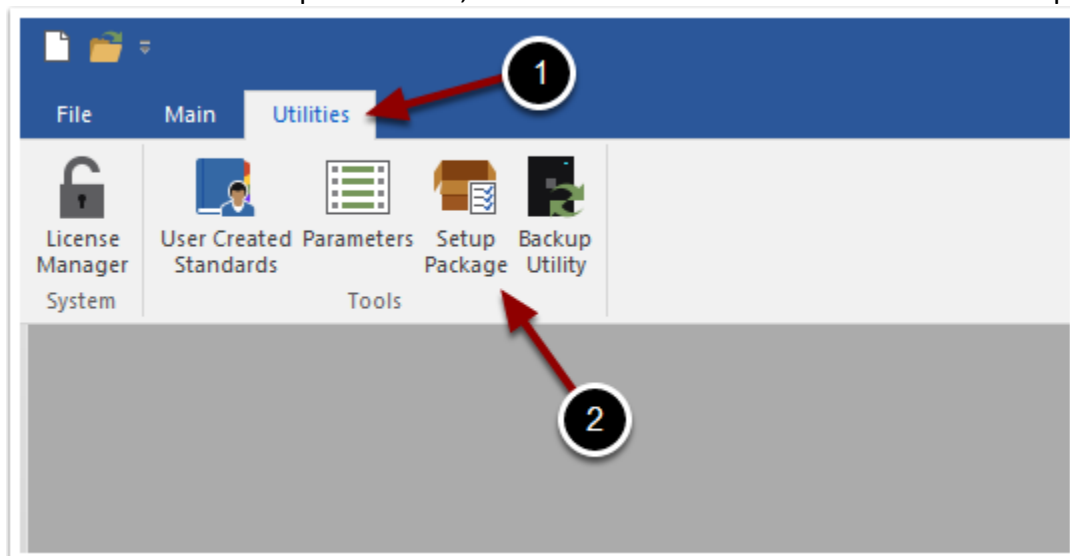 1
File Main Utilities
License Manager
User Created Standards
Parameters
Setup Package
Backup Utility
System Tools
2